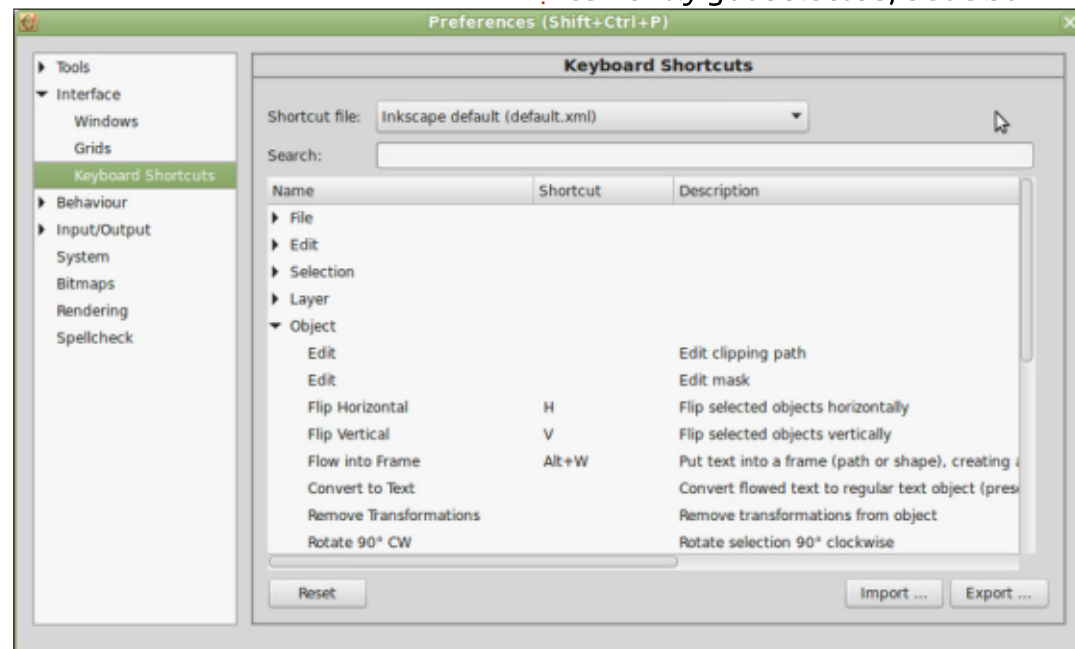 Preferences (Shift+Ctrl+P)
Tools
Interface
Windows
Grids
Keyboard Shortcuts
Behaviour
Input/Output
System
Bitmaps
Rendering
Spellcheck
Keyboard Shortcuts
Shortcut file: Inkscape default (default.xml)
Search:
Name Shortcut Description
File
Edit
Selection
Layer
Object
Edit Edit clipping path
Edit Edit mask
Flip Horizontal H Flip selected objects horizontally
Flip Vertical V Flip selected objects vertically
Flow into Frame Alt+W Put text into a frame (path or shape), creating
Convert to Text Convert flowed text to regular text object
Remove Transformations Remove transformations from object
Rotate 90° CW Rotate selection 90° clockwise
Reset Import ... Export ...